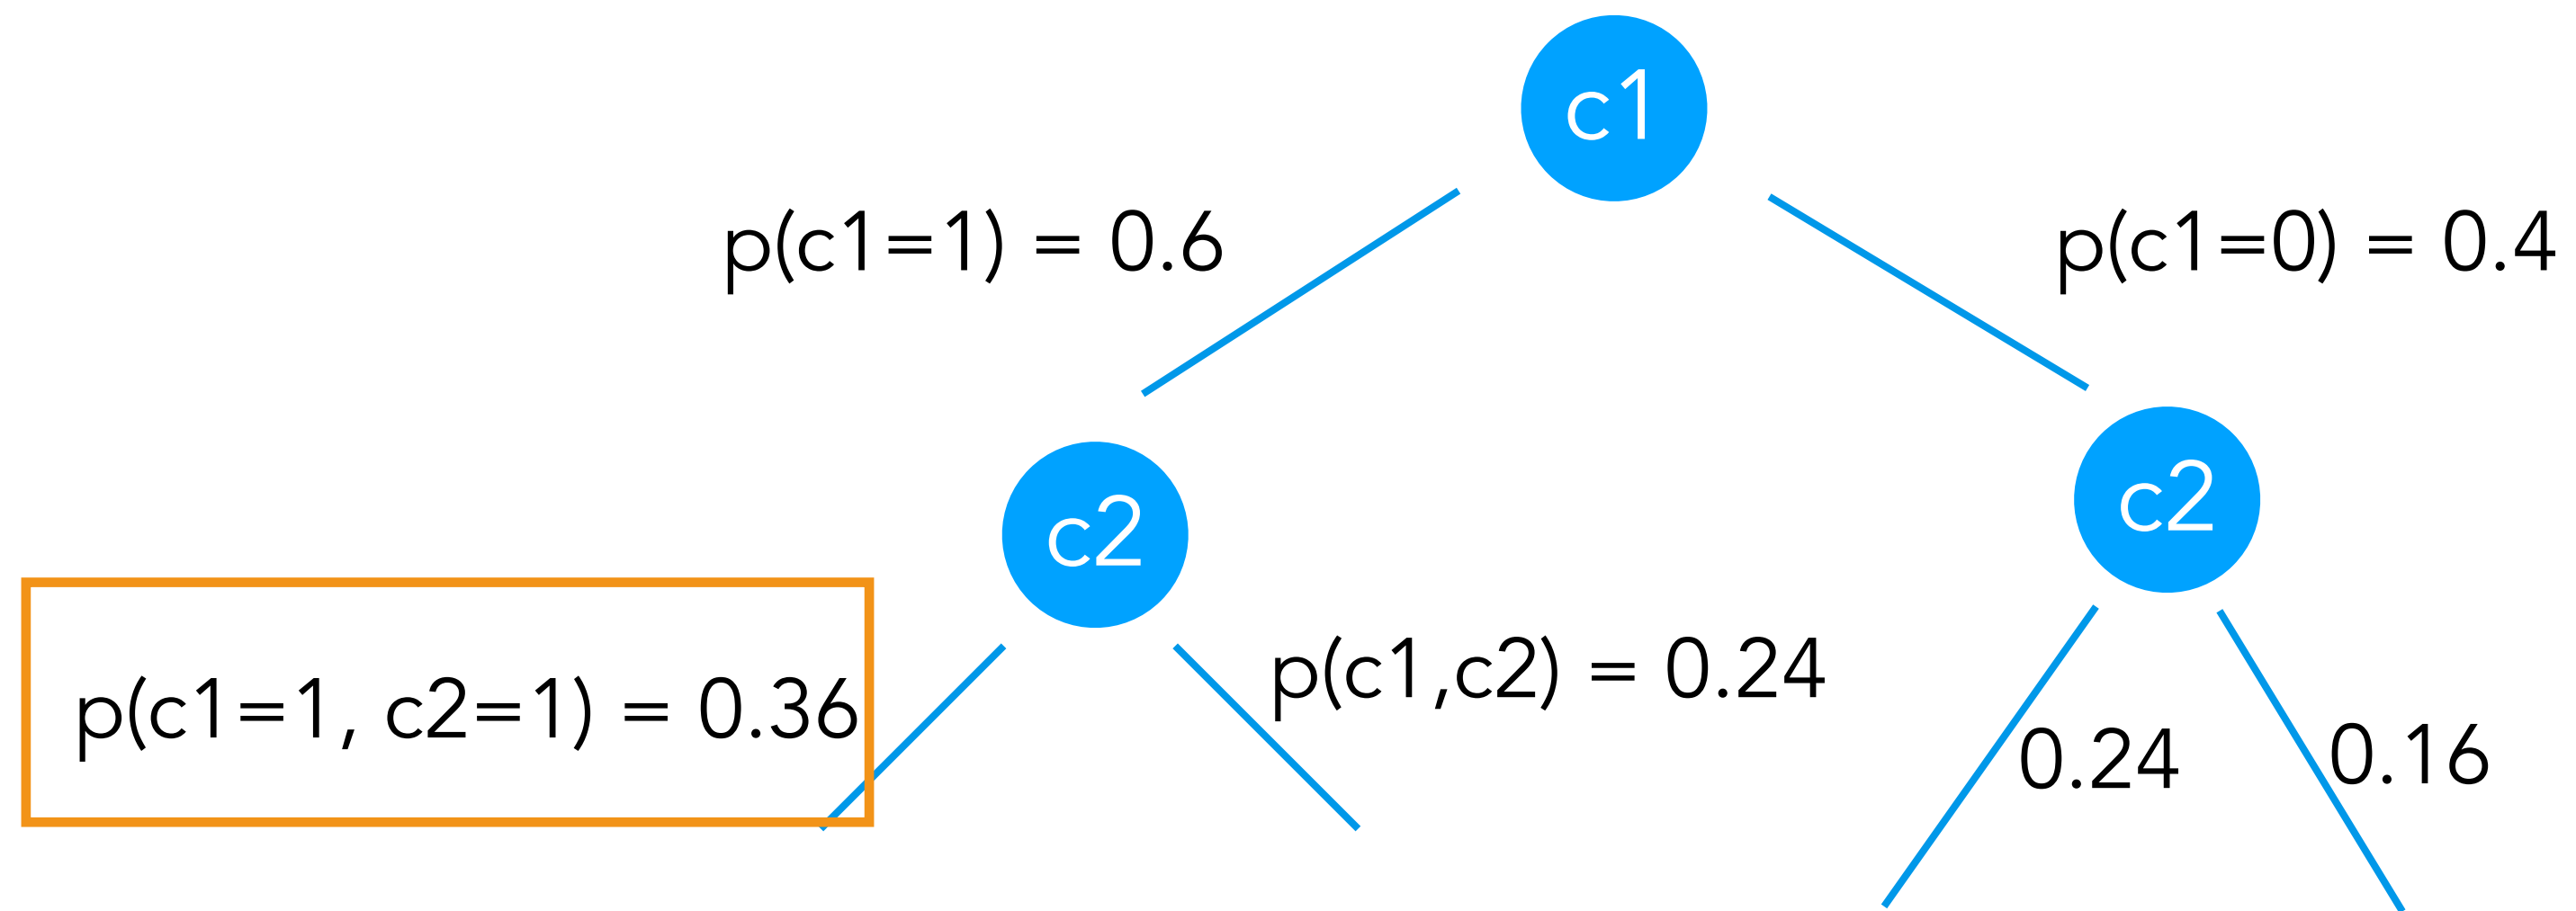 c1
p(c1=1) = 0.6
p(c1=0) = 0.4
c2
c2
p(c1=1, c2=1) = 0.36
p(c1,c2) = 0.24
0.24
0.16